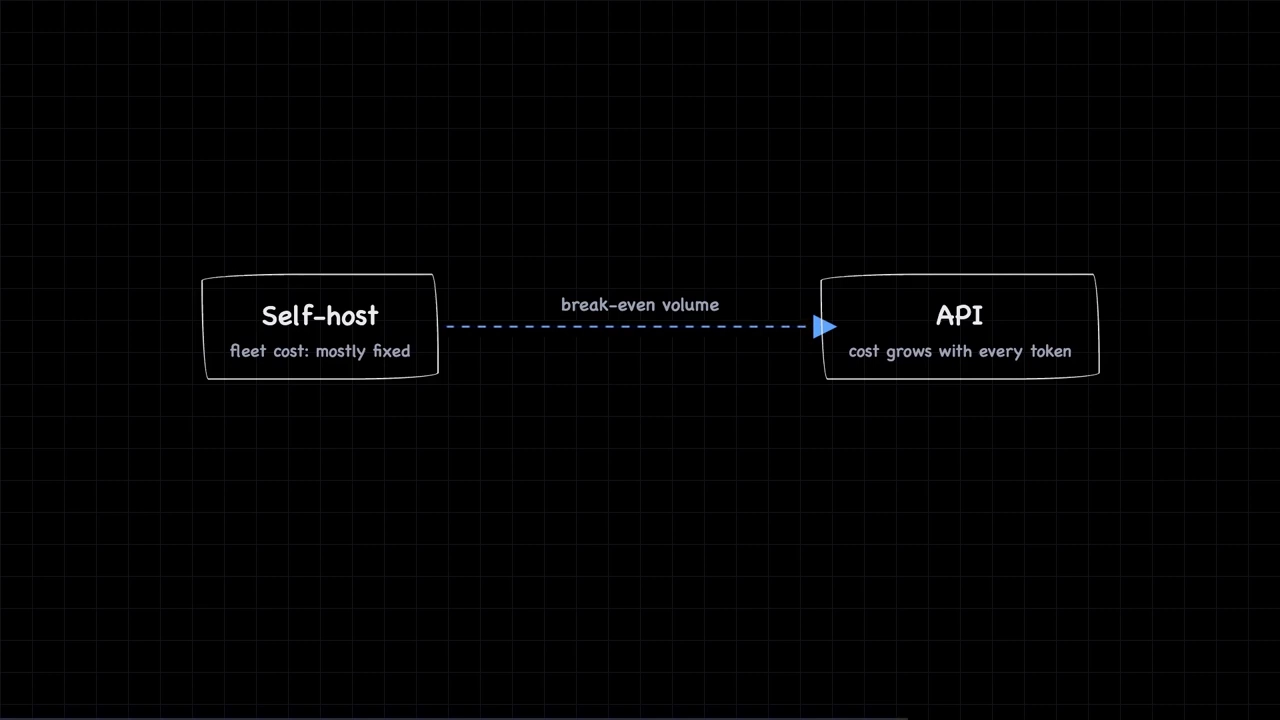 Self-host
fleet cost: mostly fixed
break-even volume
API
cost grows with every token